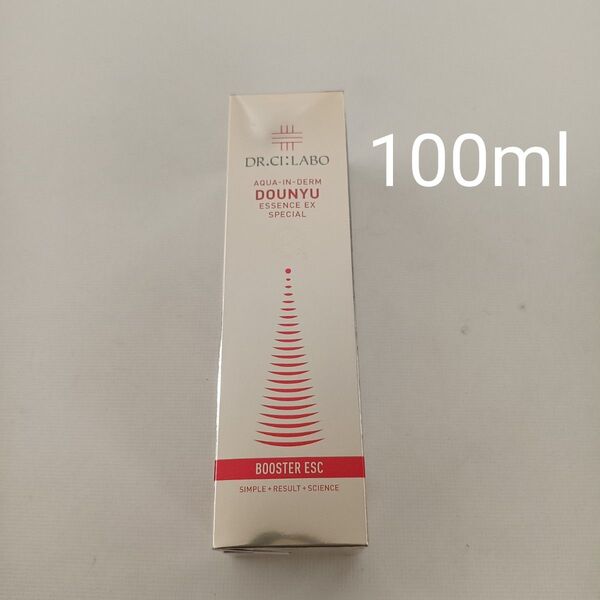 DR.CI:LABO
AQUA-IN-DERM
DOUNYU
ESSENCE EX
SPECIAL
100ml
BOOSTER ESC
SIMPLE + RESULT + SCIENCE